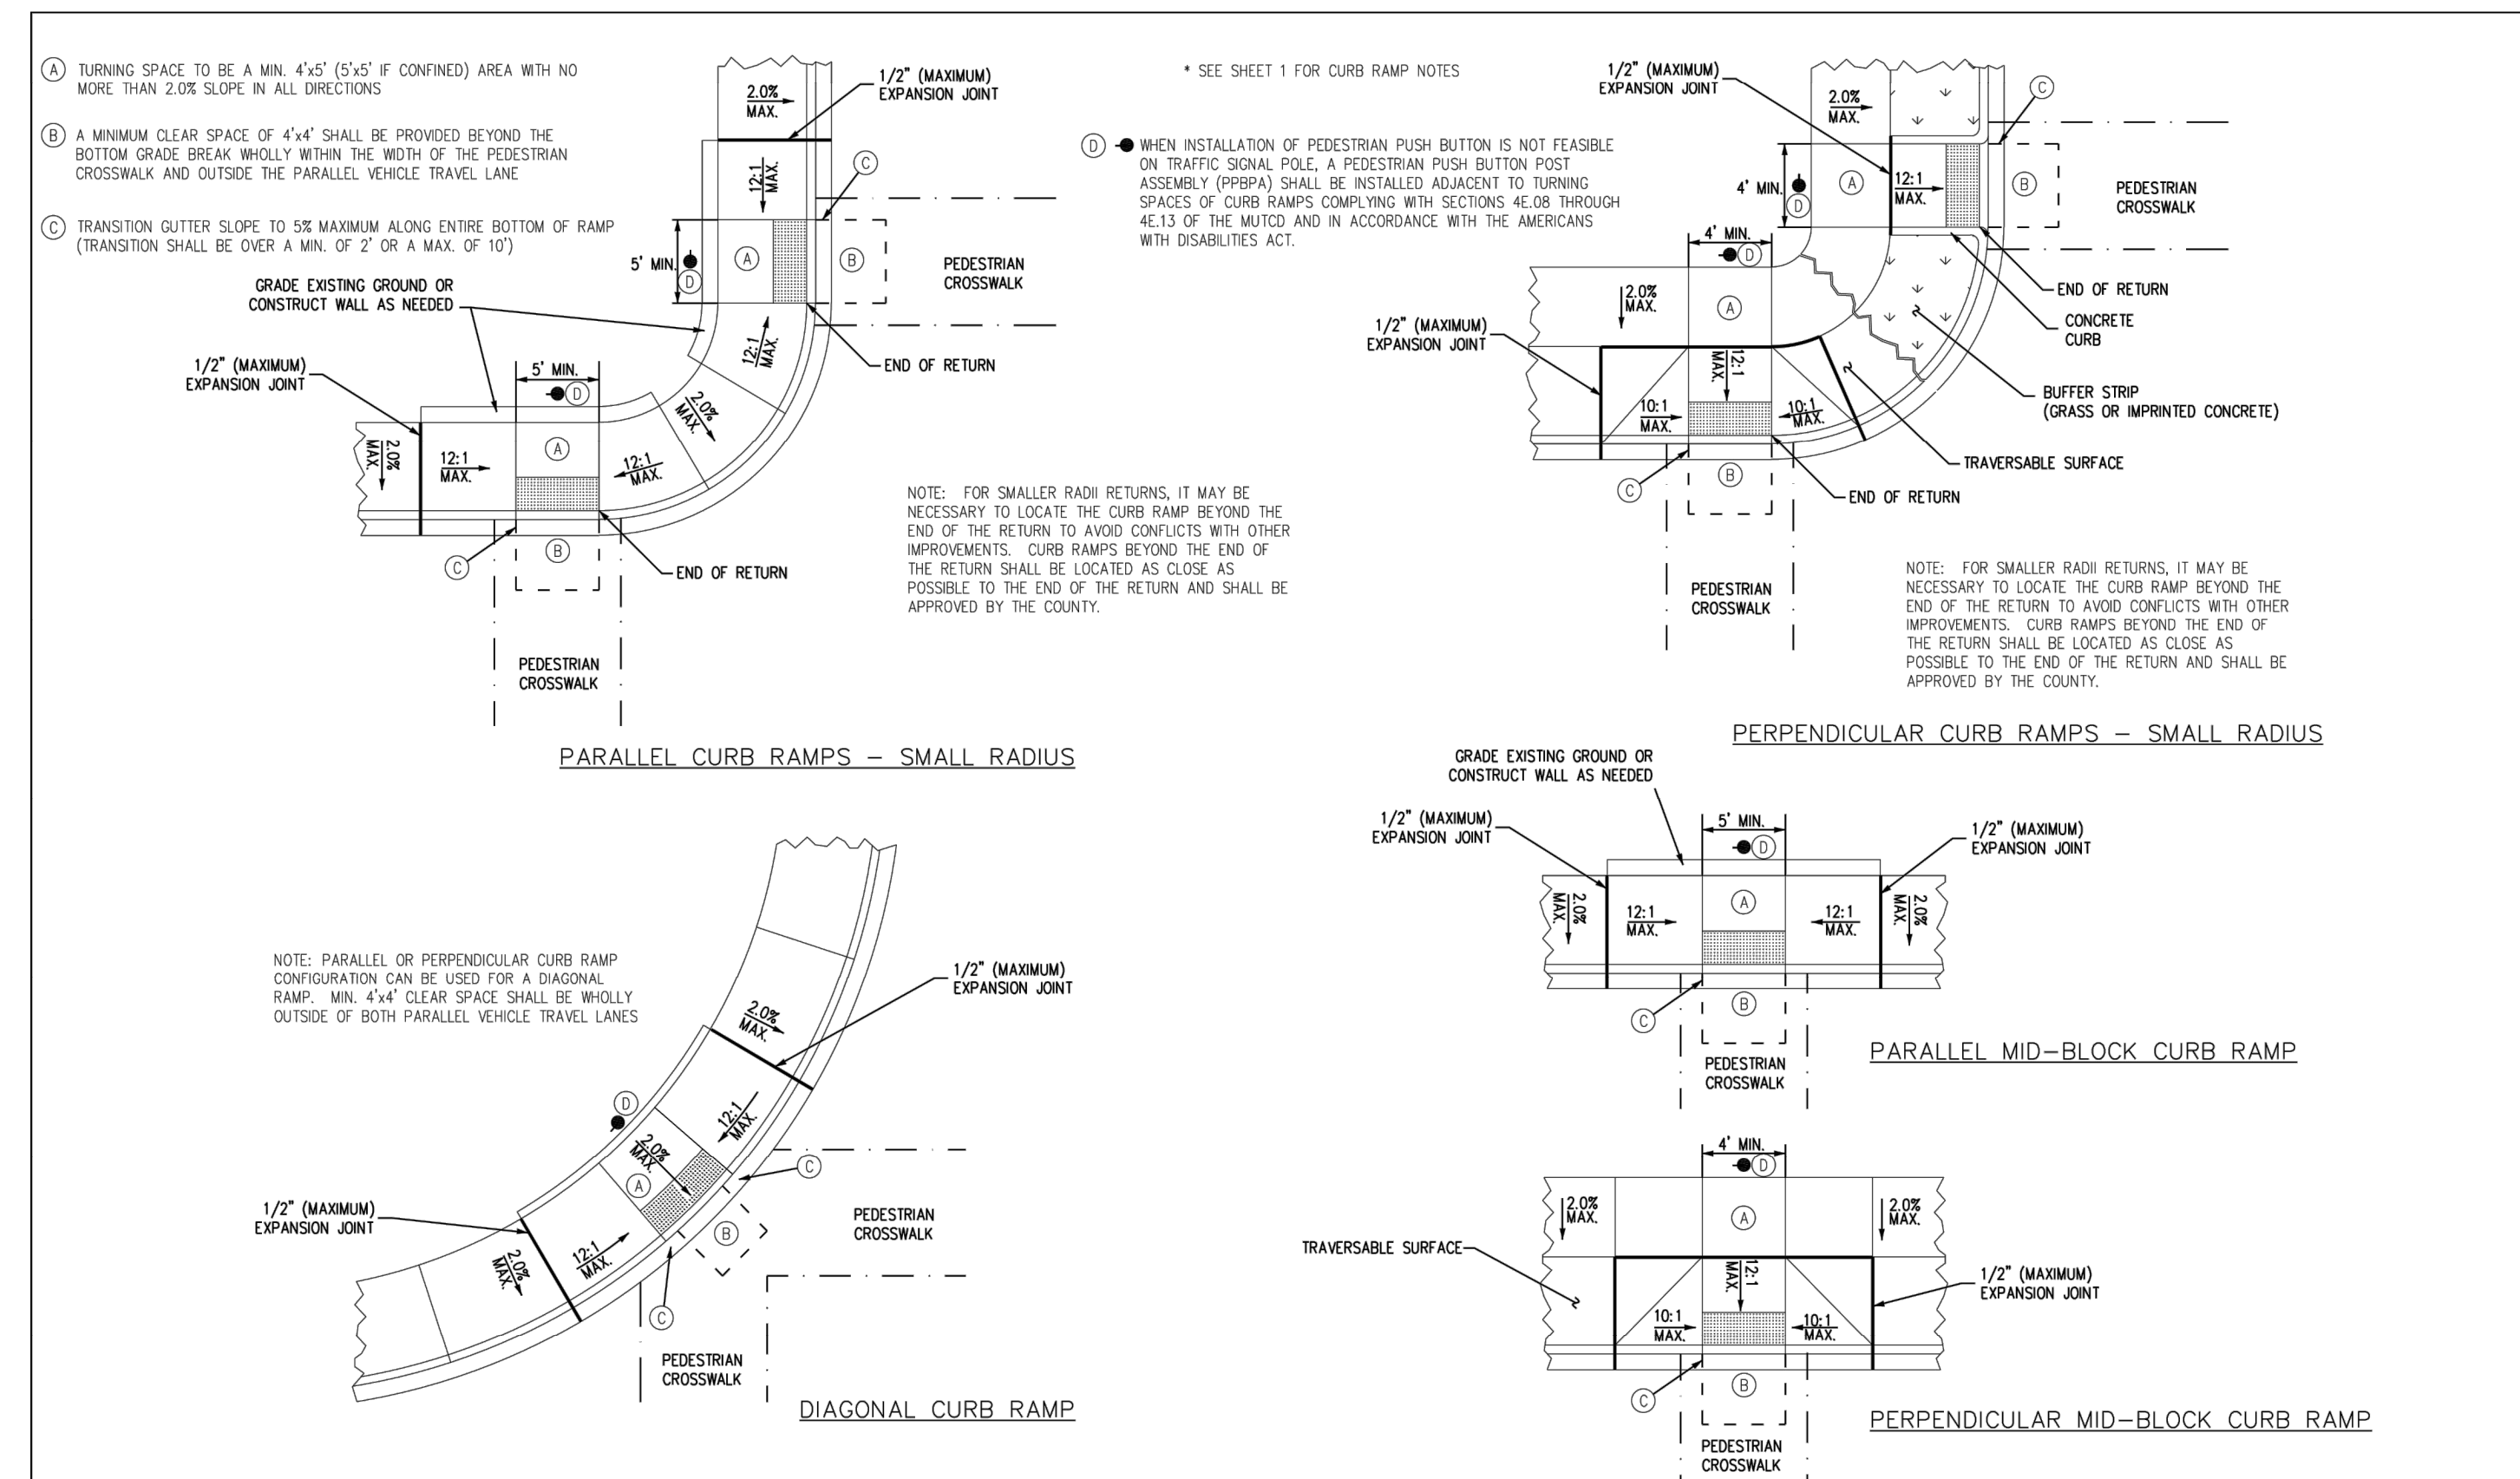 A TURNING SPACE TO BE A MIN. 4'x5' (5'x5' IF CONFINED) AREA WITH NO
MORE THAN 2.0% SLOPE IN ALL DIRECTIONS
B A MINIMUM CLEAR SPACE OF 4'x4' SHALL BE PROVIDED BEYOND THE
BOTTOM GRADE BREAK WHOLLY WITHIN THE WIDTH OF THE PEDESTRIAN
CROSSWALK AND OUTSIDE THE PARALLEL VEHICLE TRAVEL LANE
C TRANSITION GUTTER SLOPE TO 5% MAXIMUM ALONG ENTIRE BOTTOM OF RAMP
(TRANSITION SHALL BE OVER A MIN. OF 2' OR A MAX. OF 10')
* SEE SHEET 1 FOR CURB RAMP NOTES
D WHEN INSTALLATION OF PEDESTRIAN PUSH BUTTON IS NOT FEASIBLE
ON TRAFFIC SIGNAL POLE, A PEDESTRIAN PUSH BUTTON POST
ASSEMBLY (PPBPA) SHALL BE INSTALLED ADJACENT TO TURNING
SPACES OF CURB RAMPS COMPLYING WITH SECTIONS 4E.08 THROUGH
4E.13 OF THE MUTCD AND IN ACCORDANCE WITH THE AMERICANS
WITH DISABILITIES ACT.
2.0%
MAX.
1/2" (MAXIMUM)
EXPANSION JOINT
12:1
MAX.
C
5' MIN.
D
A
B
PEDESTRIAN
CROSSWALK
GRADE EXISTING GROUND OR
CONSTRUCT WALL AS NEEDED
12:1
MAX.
END OF RETURN
1/2" (MAXIMUM)
EXPANSION JOINT
5' MIN.
D
2.0%
MAX.
2.0%
MAX.
12:1
MAX.
A
12:1
MAX.
B
C
END OF RETURN
PEDESTRIAN
CROSSWALK
NOTE: FOR SMALLER RADII RETURNS, IT MAY BE
NECESSARY TO LOCATE THE CURB RAMP BEYOND THE
END OF THE RETURN TO AVOID CONFLICTS WITH OTHER
IMPROVEMENTS. CURB RAMPS BEYOND THE END OF
THE RETURN SHALL BE LOCATED AS CLOSE AS
POSSIBLE TO THE END OF THE RETURN AND SHALL BE
APPROVED BY THE COUNTY.
PARALLEL CURB RAMPS – SMALL RADIUS
1/2" (MAXIMUM)
EXPANSION JOINT
2.0%
MAX.
C
4' MIN.
D
A
12:1
MAX.
B
PEDESTRIAN
CROSSWALK
4' MIN.
D
2.0%
MAX.
A
END OF RETURN
CONCRETE
CURB
1/2" (MAXIMUM)
EXPANSION JOINT
12:1
MAX.
10:1
MAX.
10:1
MAX.
BUFFER STRIP
(GRASS OR IMPRINTED CONCRETE)
TRAVERSABLE SURFACE
B
C
END OF RETURN
PEDESTRIAN
CROSSWALK
NOTE: FOR SMALLER RADII RETURNS, IT MAY BE
NECESSARY TO LOCATE THE CURB RAMP BEYOND THE
END OF THE RETURN TO AVOID CONFLICTS WITH OTHER
IMPROVEMENTS. CURB RAMPS BEYOND THE END OF
THE RETURN SHALL BE LOCATED AS CLOSE AS
POSSIBLE TO THE END OF THE RETURN AND SHALL BE
APPROVED BY THE COUNTY.
PERPENDICULAR CURB RAMPS – SMALL RADIUS
NOTE: PARALLEL OR PERPENDICULAR CURB RAMP
CONFIGURATION CAN BE USED FOR A DIAGONAL
RAMP. MIN. 4'x4' CLEAR SPACE SHALL BE WHOLLY
OUTSIDE OF BOTH PARALLEL VEHICLE TRAVEL LANES
1/2" (MAXIMUM)
EXPANSION JOINT
2.0%
MAX.
12:1
MAX.
D
2.0%
MAX.
A
C
1/2" (MAXIMUM)
EXPANSION JOINT
2.0%
MAX.
12:1
MAX.
B
PEDESTRIAN
CROSSWALK
C
PEDESTRIAN
CROSSWALK
DIAGONAL CURB RAMP
GRADE EXISTING GROUND OR
CONSTRUCT WALL AS NEEDED
1/2" (MAXIMUM)
EXPANSION JOINT
5' MIN.
D
1/2" (MAXIMUM)
EXPANSION JOINT
2.0%
MAX.
12:1
MAX.
A
12:1
MAX.
2.0%
MAX.
B
C
PEDESTRIAN
CROSSWALK
PARALLEL MID–BLOCK CURB RAMP
4' MIN.
D
2.0%
MAX.
A
2.0%
MAX.
TRAVERSABLE SURFACE
12:1
MAX.
10:1
MAX.
10:1
MAX.
1/2" (MAXIMUM)
EXPANSION JOINT
B
C
PEDESTRIAN
CROSSWALK
PERPENDICULAR MID–BLOCK CURB RAMP